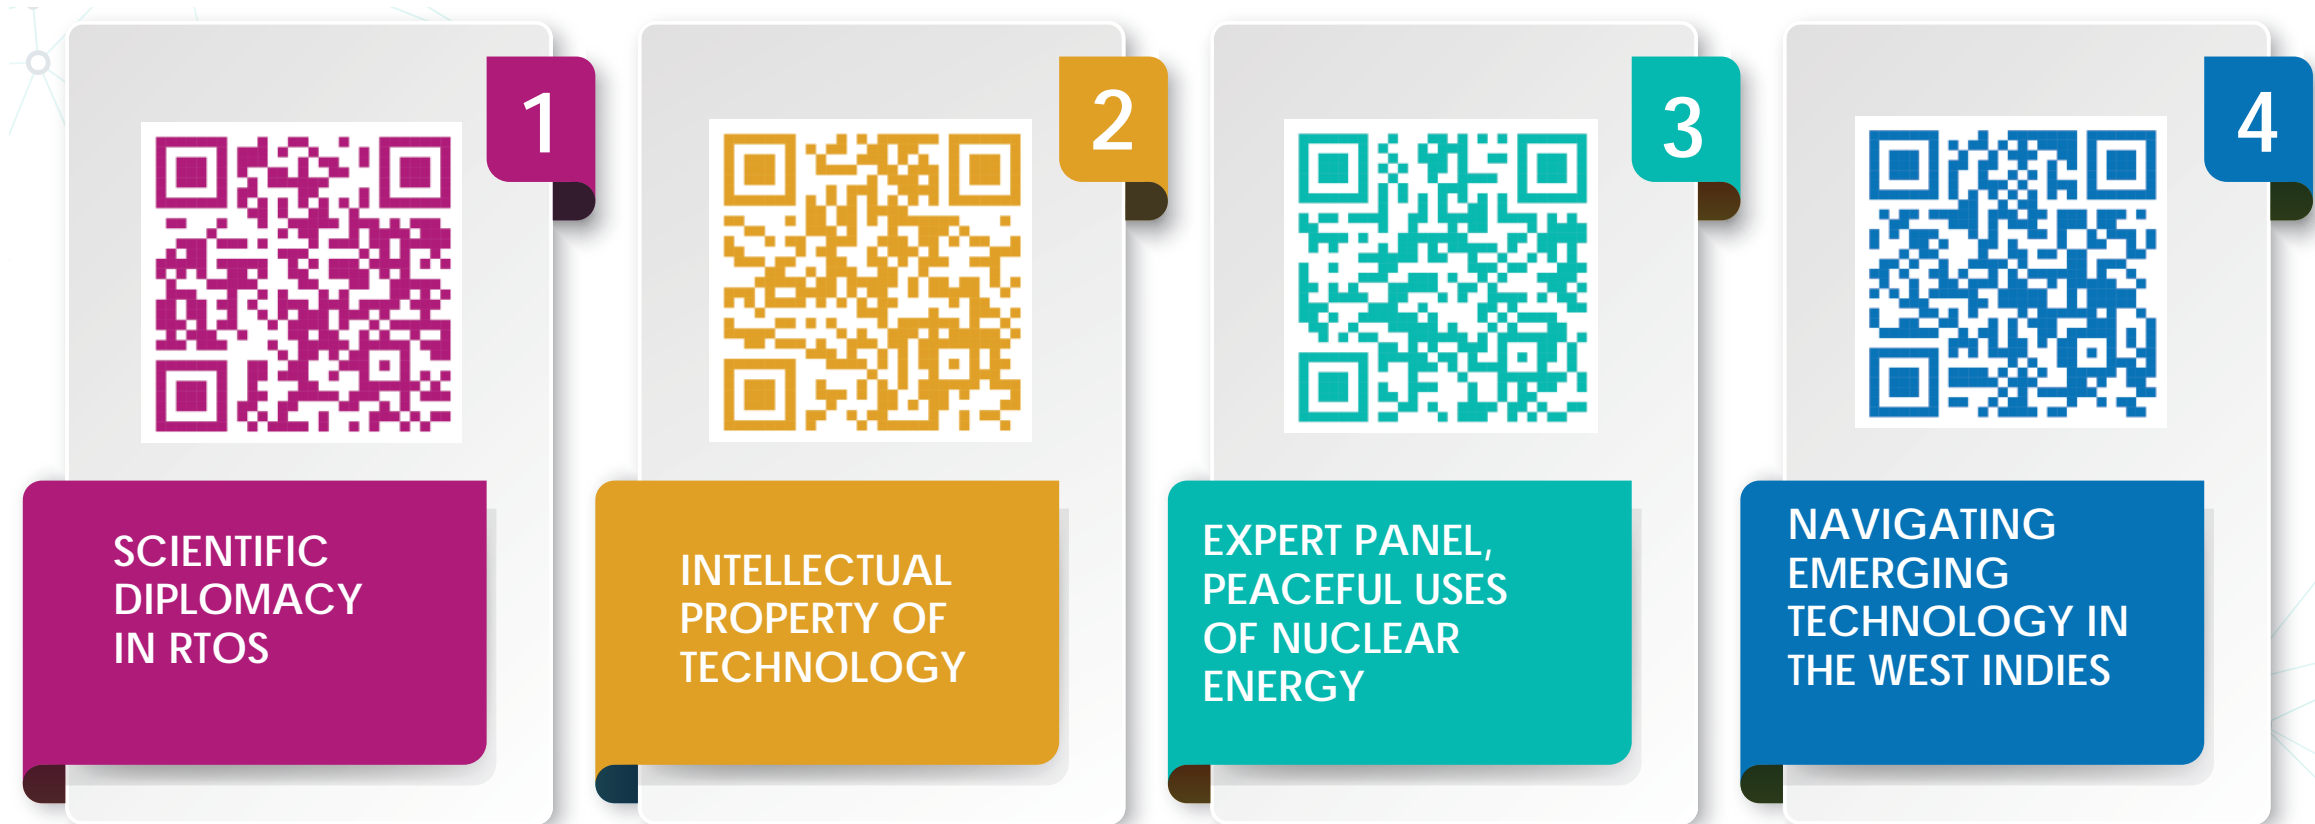 1
SCIENTIFIC
DIPLOMACY
IN RTOS
2
INTELLECTUAL
PROPERTY OF
TECHNOLOGY
3
EXPERT PANEL,
PEACEFUL USES
OF NUCLEAR
ENERGY
4
NAVIGATING
EMERGING
TECHNOLOGY IN
THE WEST INDIES